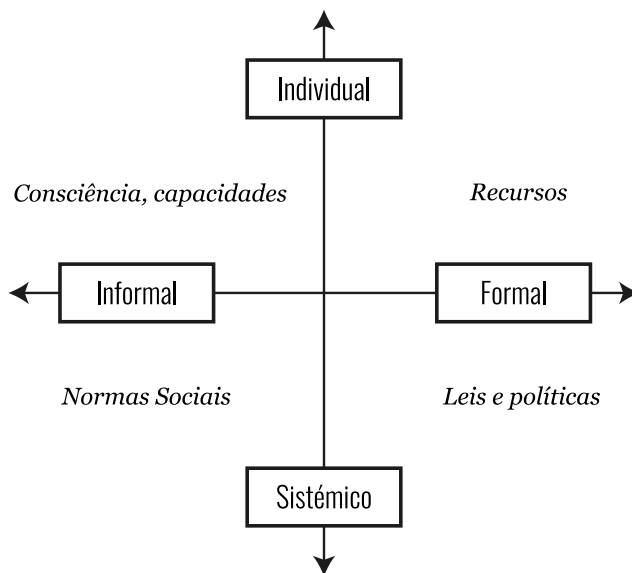 Individual
Consciência, capacidades
Recursos
Informal
Formal
Normas Sociais
Leis e políticas
Sistémico